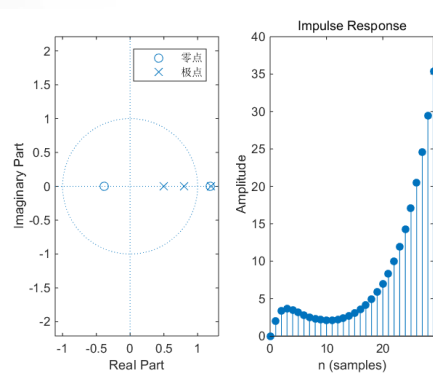 Impulse Response
零点
极点
2
1.5
1
0.5
0
-0.5
-1
-1.5
-2
Imaginary Part
-1 -0.5 0 0.5 1
Real Part
40
35
30
25
20
15
10
5
0
Amplitude
0 10 20
n (samples)